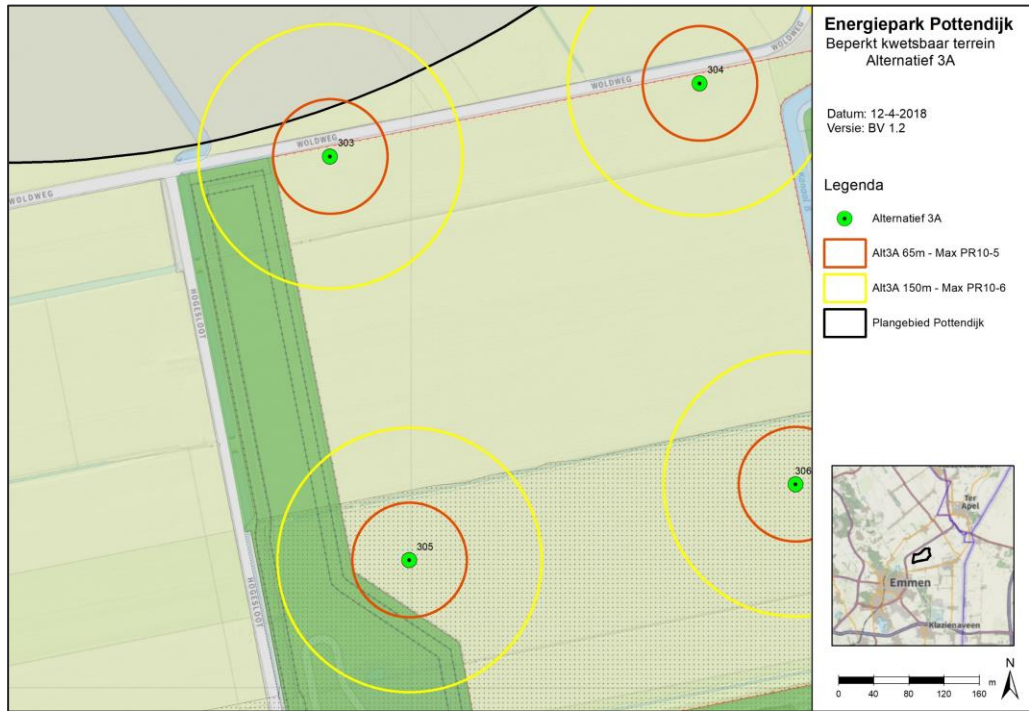 Energiepark Pottendijk
Beperkt kwetsbaar terrein
Alternatief 3A
Datum: 12-4-2018
Versie: BV 1.2
Legenda
Alternatief 3A
Alt3A 65m - Max PR10-5
Alt3A 150m - Max PR10-6
Plangebied Pottendijk
WOLDWEG
WOLDWEG
304
WOLDWEG
303
WOLDWEG
HOGESLOOT
306
305
HOGESLOOT
Ter
Apel
Emmen
Klazienaveen
N
0 40 80 120 160 m